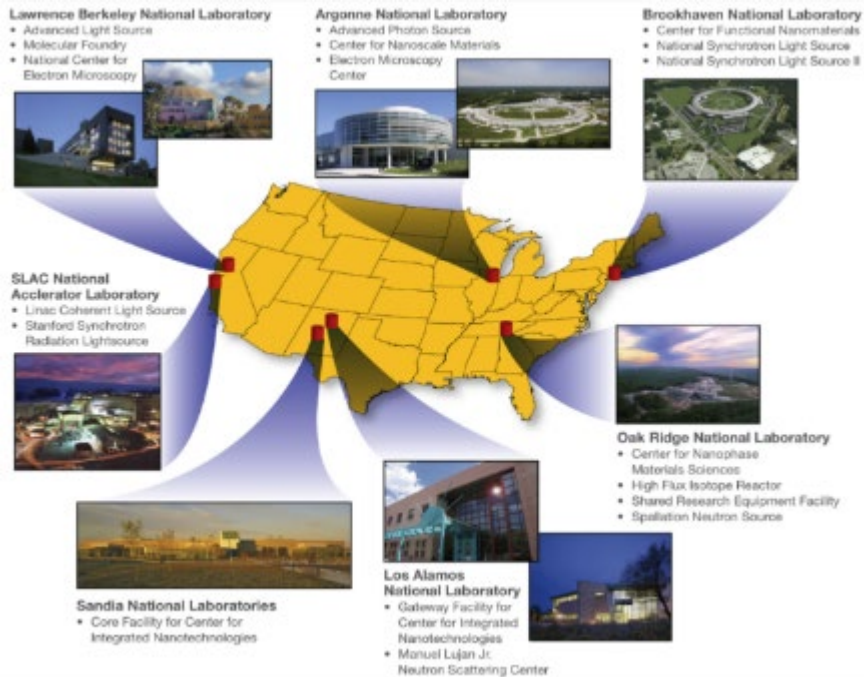 Lawrence Berkeley National Laboratory
• Advanced Light Source
• Molecular Foundry
• National Center for
Electron Microscopy
Argonne National Laboratory
• Advanced Photon Source
• Center for Nanoscale Materials
• Electron Microscopy
Center
Brookhaven National Laboratory
• Center for Functional Nanomaterials
• National Synchrotron Light Source
• National Synchrotron Light Source II
SLAC National
Acclerator Laboratory
• Linac Coherent Light Source
• Stanford Synchrotron
Radiation Lightsource
Oak Ridge National Laboratory
• Center for Nanophase
Materials Sciences
• High Flux Isotope Reactor
• Shared Research Equipment Facility
• Spallation Neutron Source
Sandia National Laboratories
• Core Facility for Center for
Integrated Nanotechnologies
Los Alamos
National Laboratory
• Gateway Facility for
Center for Integrated
Nanotechnologies
• Manuel Lujan Jr.
Neutron Scattering Center